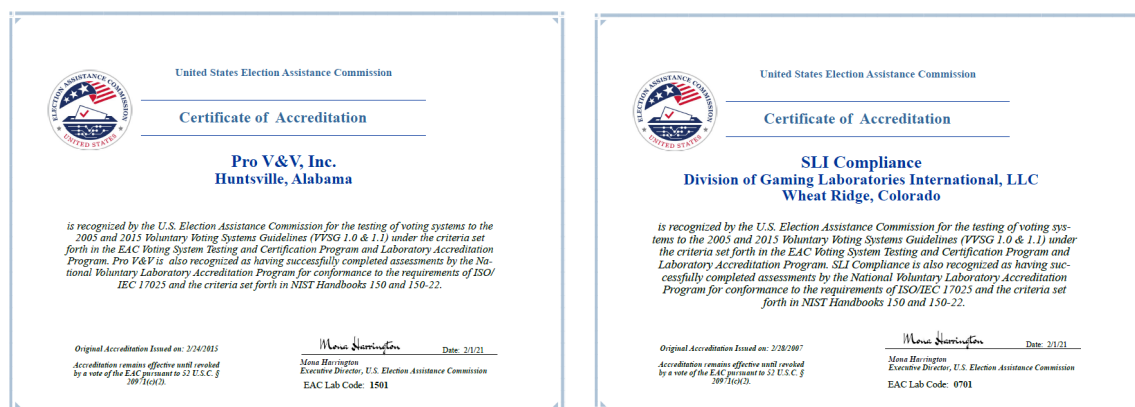 ELECTION ASSISTANCE COMMISSION
UNITED STATES
United States Election Assistance Commission
Certificate of Accreditation
Pro V&V, Inc.
Huntsville, Alabama
is recognized by the U.S. Election Assistance Commission for the testing of voting systems to the
2005 and 2015 Voluntary Voting Systems Guidelines (VVSG 1.0 & 1.1) under the criteria set
forth in the EAC Voting System Testing and Certification Program and Laboratory Accreditation
Program. Pro V&V is also recognized as having successfully completed assessments by the Na-
tional Voluntary Laboratory Accreditation Program for conformance to the requirements of ISO/
IEC 17025 and the criteria set forth in NIST Handbooks 150 and 150-22.
Original Accreditation Issued on: 2/24/2015
Accreditation remains effective until revoked
by a vote of the EAC pursuant to 52 U.S.C. §
20971(c)(2).
Mona Harrington
Date: 2/1/21
Mona Harrington
Executive Director, U.S. Election Assistance Commission
EAC Lab Code: 1501
ELECTION ASSISTANCE COMMISSION
UNITED STATES
United States Election Assistance Commission
Certificate of Accreditation
SLI Compliance
Division of Gaming Laboratories International, LLC
Wheat Ridge, Colorado
is recognized by the U.S. Election Assistance Commission for the testing of voting sys-
tems to the 2005 and 2015 Voluntary Voting Systems Guidelines (VVSG 1.0 & 1.1) under
the criteria set forth in the EAC Voting System Testing and Certification Program and
Laboratory Accreditation Program. SLI Compliance is also recognized as having suc-
cessfully completed assessments by the National Voluntary Laboratory Accreditation
Program for conformance to the requirements of ISO/IEC 17025 and the criteria set
forth in NIST Handbooks 150 and 150-22.
Original Accreditation Issued on: 2/28/2007
Accreditation remains effective until revoked
by a vote of the EAC pursuant to 52 U.S.C. §
20971(c)(2).
Mona Harrington
Date: 2/1/21
Mona Harrington
Executive Director, U.S. Election Assistance Commission
EAC Lab Code: 0701